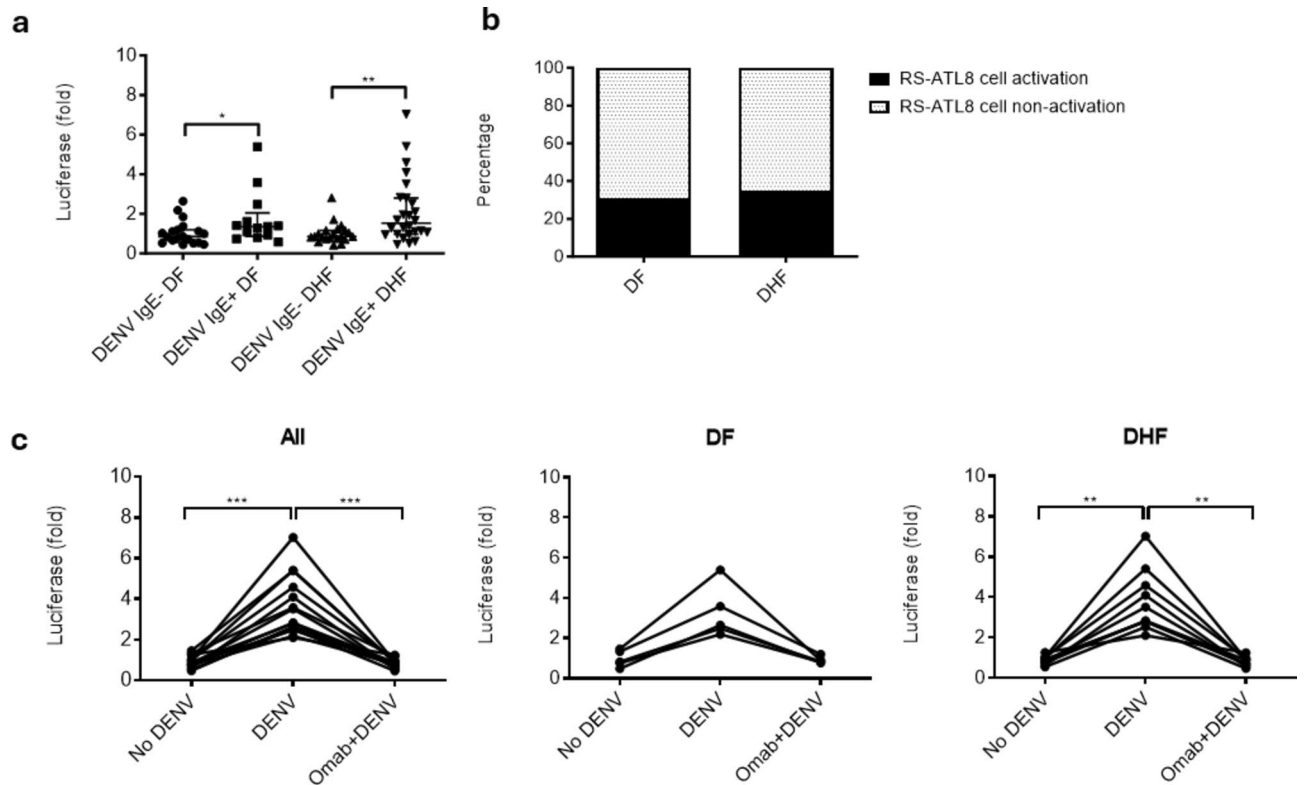 a
10
8
6
4
2
0
Luciferase (fold)
*
**
DENV IgE- DF
DENV IgE+ DF
DENV IgE- DHF
DENV IgE+ DHF
b
100
80
60
40
20
0
Percentage
DF
DHF
RS-ATL8 cell activation
RS-ATL8 cell non-activation
c
All
10
8
6
4
2
0
Luciferase (fold)
***
***
No DENV
DENV
Omab+DENV
DF
10
8
6
4
2
0
Luciferase (fold)
No DENV
DENV
Omab+DENV
DHF
10
8
6
4
2
0
Luciferase (fold)
**
**
No DENV
DENV
Omab+DENV